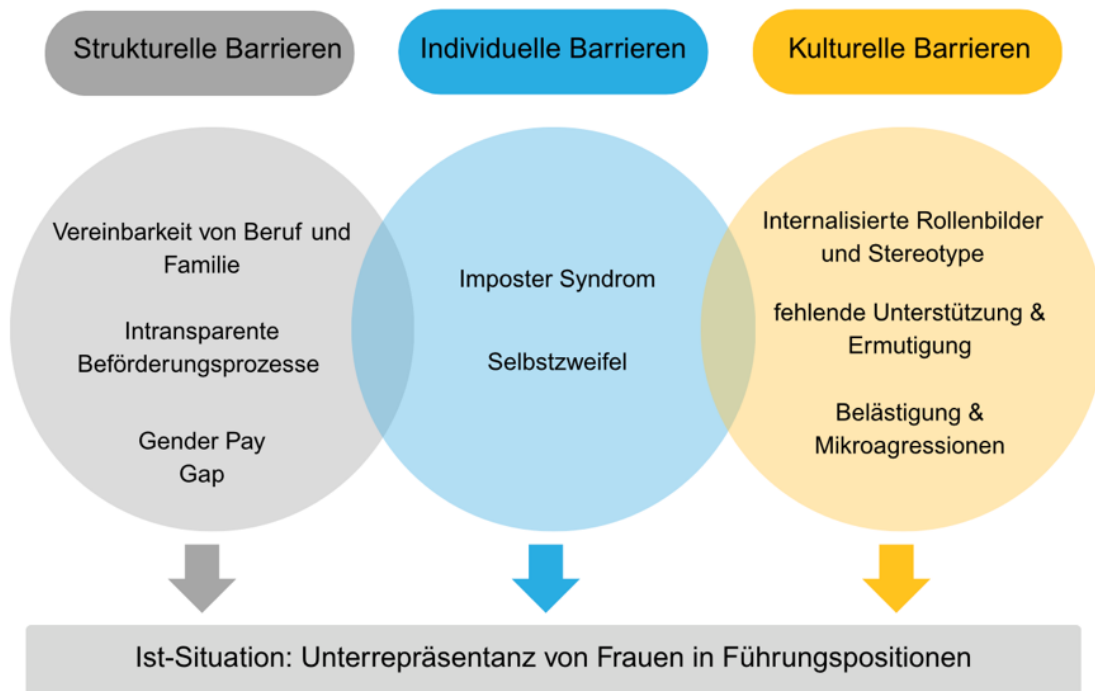 Strukturelle Barrieren
Individuelle Barrieren
Kulturelle Barrieren
Vereinbarkeit von Beruf und
Familie
Intransparente
Beförderungsprozesse
Gender Pay
Gap
Imposter Syndrom
Selbstzweifel
Internalisierte Rollenbilder
und Stereotype
fehlende Unterstützung &
Ermutigung
Belästigung &
Mikroagressionen
Ist-Situation: Unterrepräsentanz von Frauen in Führungspositionen